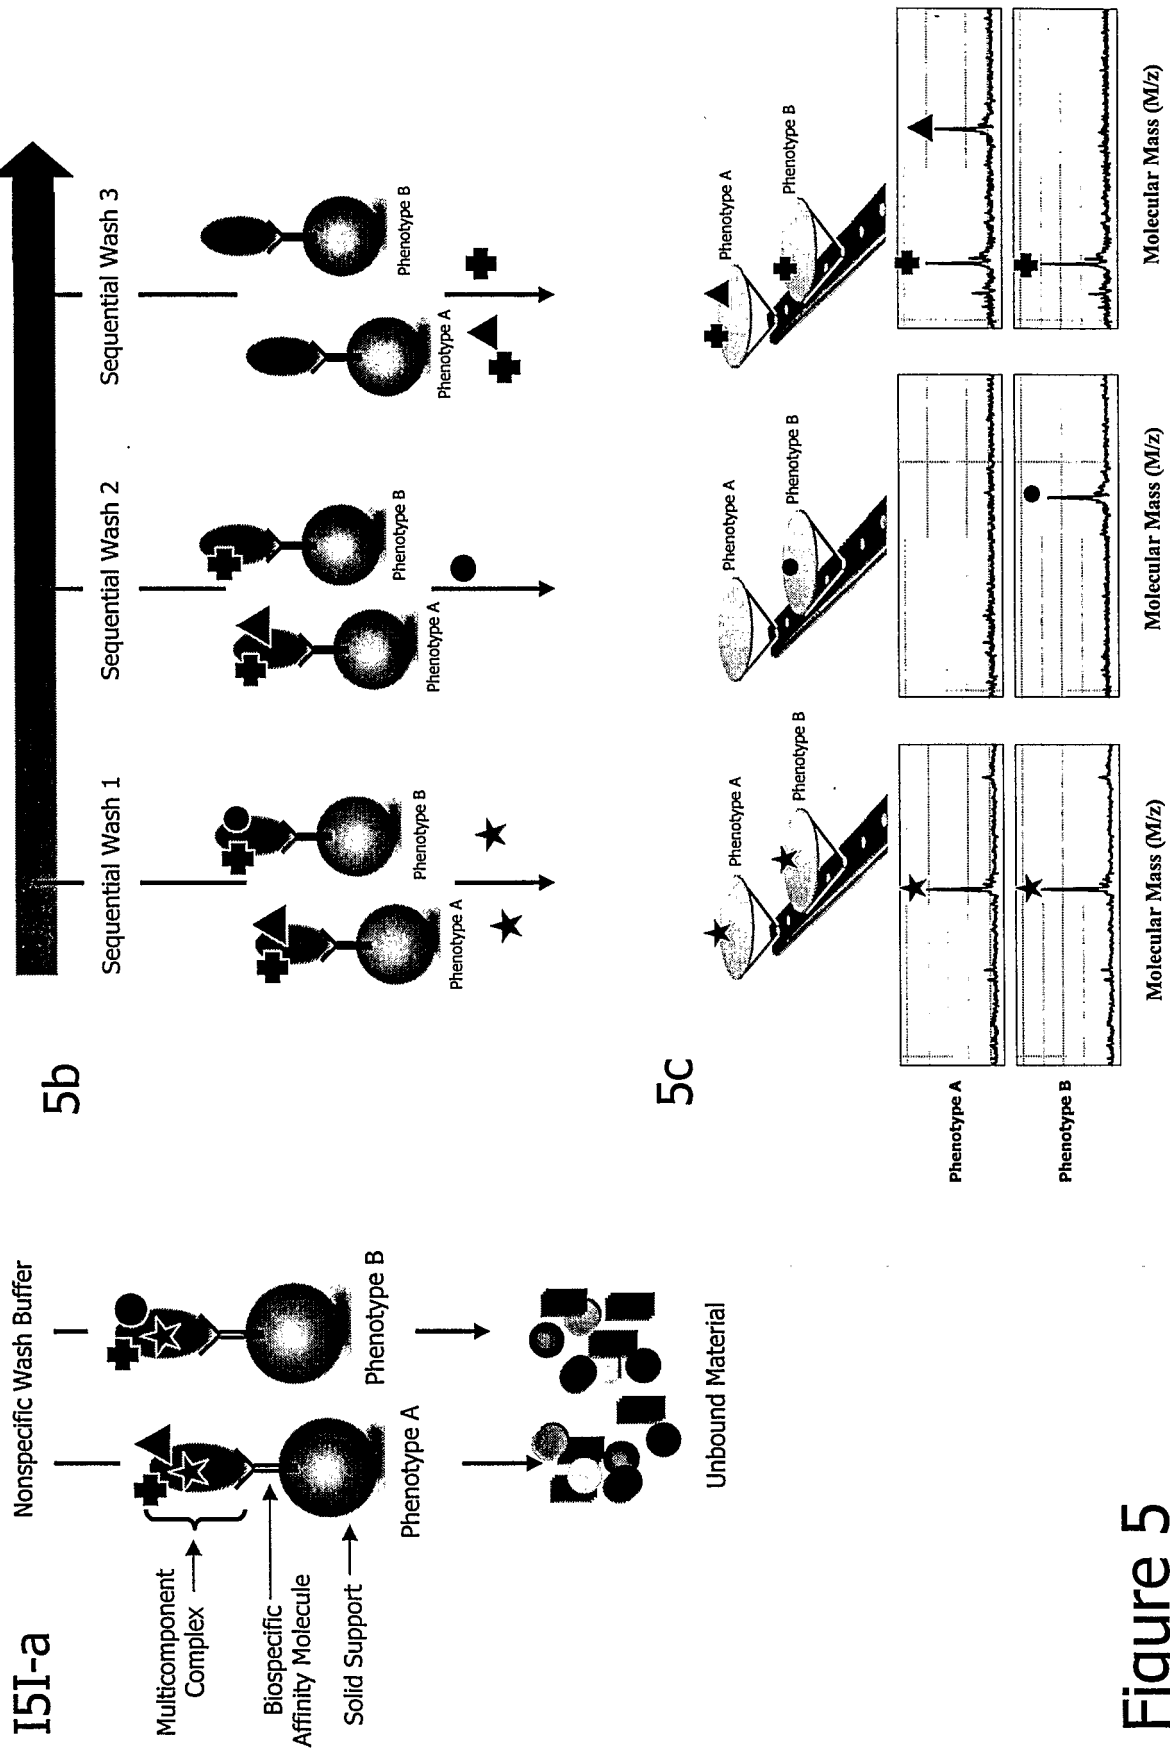 I5I-a
Nonspecific Wash Buffer
Multicomponent
Complex
Biospecific
Affinity Molecule
Solid Support
Phenotype A
Phenotype B
Unbound Material
5b
Sequential Wash 1
Sequential Wash 2
Sequential Wash 3
Phenotype A
Phenotype B
Phenotype A
Phenotype B
Phenotype A
Phenotype B
5c
Phenotype A
Phenotype B
Phenotype A
Phenotype B
Phenotype A
Phenotype B
Phenotype A
Phenotype B
Molecular Mass (M/z)
Molecular Mass (M/z)
Molecular Mass (M/z)
Figure 5